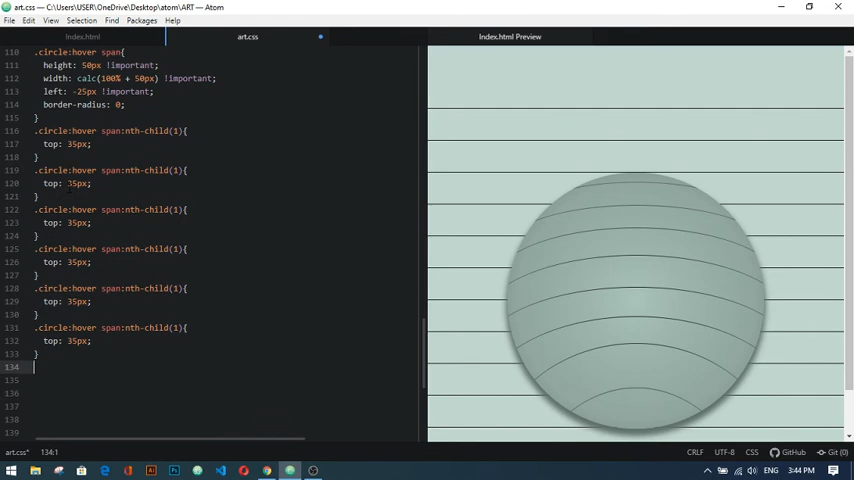 art.css — C:\Users\USER\OneDrive\Desktop\atom\ART — Atom
File Edit View Selection Find Packages Help
Index.html
art.css
Index.html Preview
110 .circle:hover span{
111 height: 50px !important;
112 width: calc(100% + 50px) !important;
113 left: -25px !important;
114 border-radius: 0;
115 }
116 .circle:hover span:nth-child(1){
117 top: 35px;
118 }
119 .circle:hover span:nth-child(1){
120 top: 35px;
121 }
122 .circle:hover span:nth-child(1){
123 top: 35px;
124 }
125 .circle:hover span:nth-child(1){
126 top: 35px;
127 }
128 .circle:hover span:nth-child(1){
129 top: 35px;
130 }
131 .circle:hover span:nth-child(1){
132 top: 35px;
133 }
134
135
136
137
138
139
art.css* 134:1 CRLF UTF-8 CSS GitHub Git (0)
ENG 3:44 PM